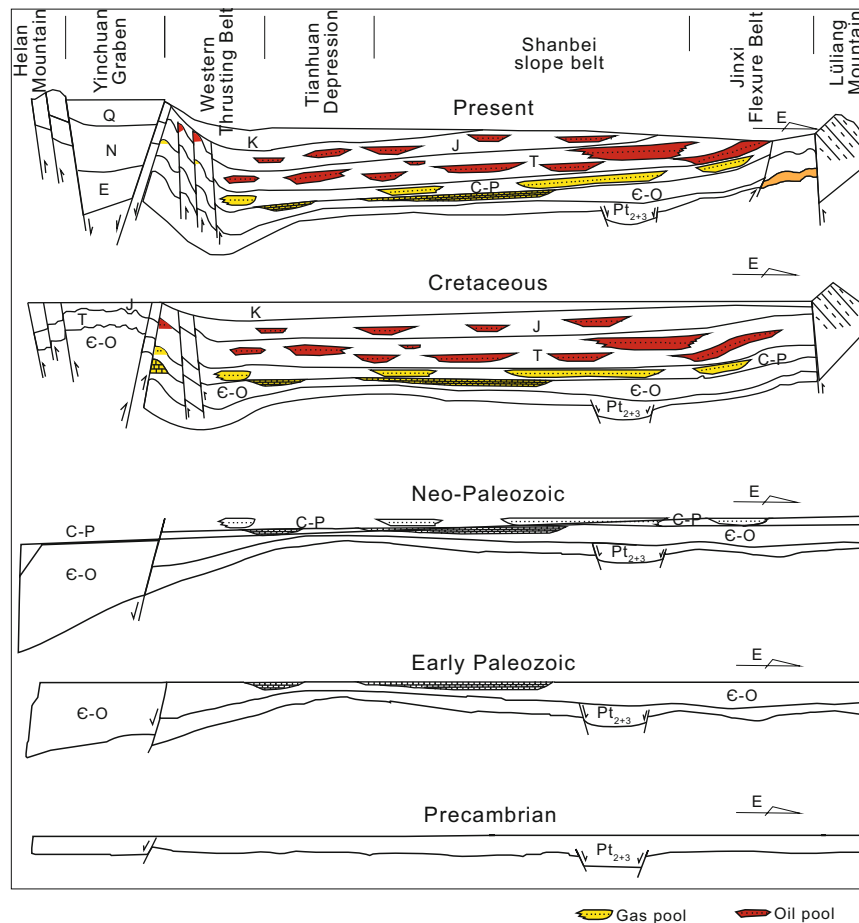 Helan
Mountain
Yinchuan
Graben
Western
Thrusting Belt
Tianhuan
Depression
Shanbei
slope belt
Jinxi
Flexure Belt
Lüliang
Mountain
Present
E
Q
K
J
N
T
E
C-P
Є-O
Pt2+3
Cretaceous
E
J
K
T
J
Є-O
T
C-P
Є-O
Є-O
Pt2+3
Neo-Paleozoic
E
C-P
C-P
C-P
Є-O
Є-O
Pt2+3
Early Paleozoic
E
Є-O
Є-O
Pt2+3
Precambrian
E
Pt2+3
Gas pool
Oil pool